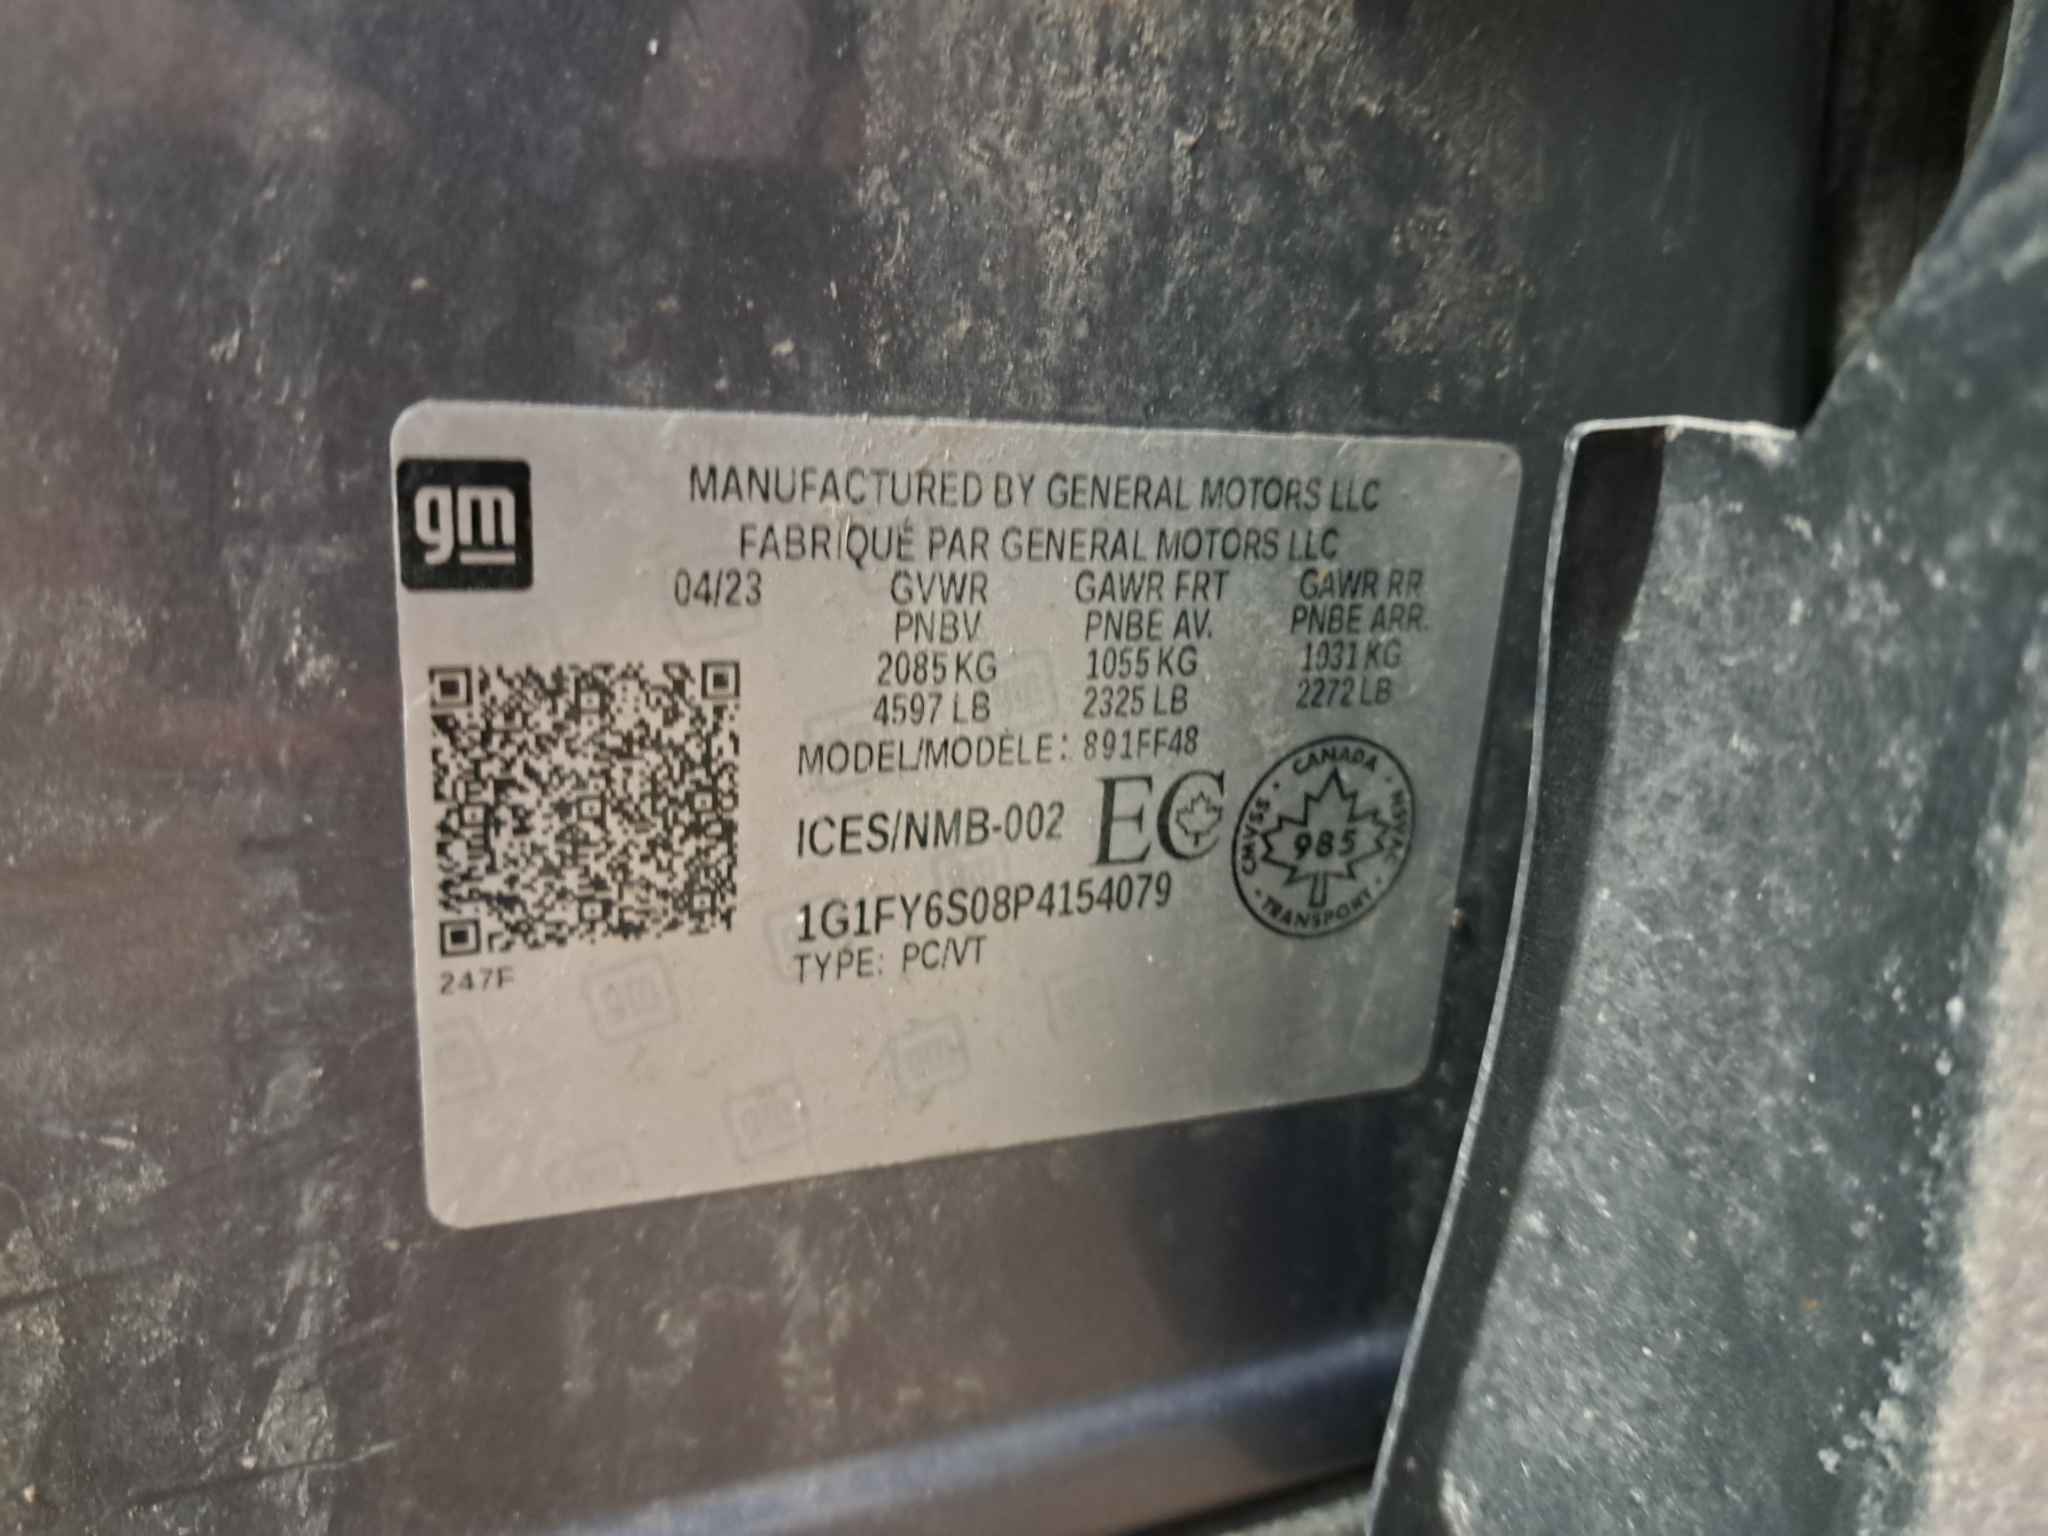 gm
MANUFACTURED BY GENERAL MOTORS LLC
FABRIQUÉ PAR GENERAL MOTORS LLC
04/23 GVWR GAWR FRT GAWR RR
PNBV PNBE AV. PNBE ARR.
2085 KG 1055 KG 1031 KG
4597 LB 2325 LB 2272 LB
MODEL/MODÈLE: 891FF48
ICES/NMB-002 EC
CANADA · NSVAC · TRANSPORT · CMVSS ·
985
1G1FY6S08P4154079
TYPE: PC/VT
247F